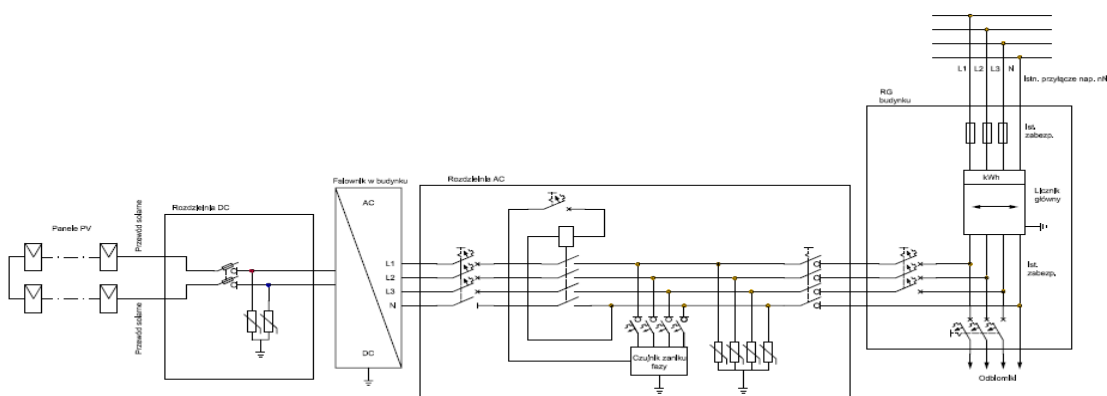 L1
L2
L3
N
Istn. przyłącze nap. nN
RG
budynku
Ist.
zabezp.
kWh
Licznik
główny
Ist.
zabezp.
Odbiorniki
Rozdzielnia AC
Falownik w budynku
AC
DC
L1
L2
L3
N
Czujnik zaniku
fazy
Rozdzielnia DC
Panele PV
Przewód solarne
Przewód solarne